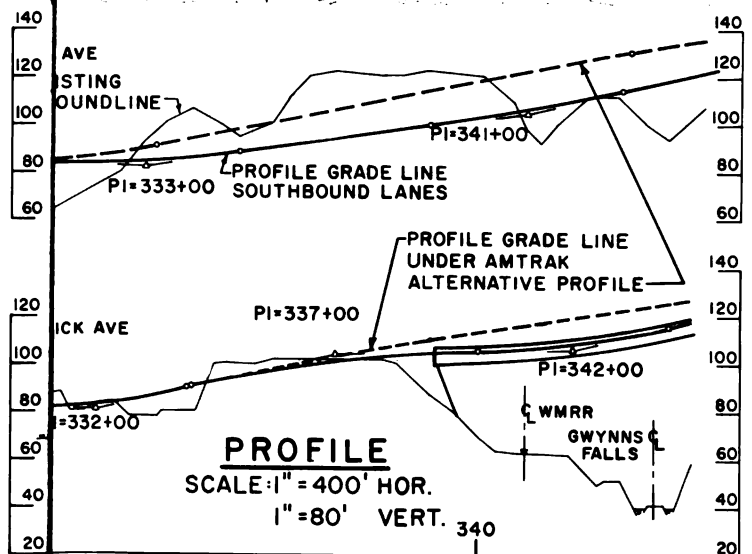 140
140
AVE
120
120
ISTING
OUNDLINE
100
100
PI=341+00
80
80
PROFILE GRADE LINE
SOUTHBOUND LANES
PI=333+00
60
60
PROFILE GRADE LINE
UNDER AMTRAK
ALTERNATIVE PROFILE
140
PI=337+00
120
120
ICK AVE
100
100
PI=342+00
80
80
=332+00
℄ WMRR
GWYNNS ℄
FALLS
PROFILE
60
60
SCALE: 1" = 400' HOR.
1" = 80' VERT.
40
40
340
20
20